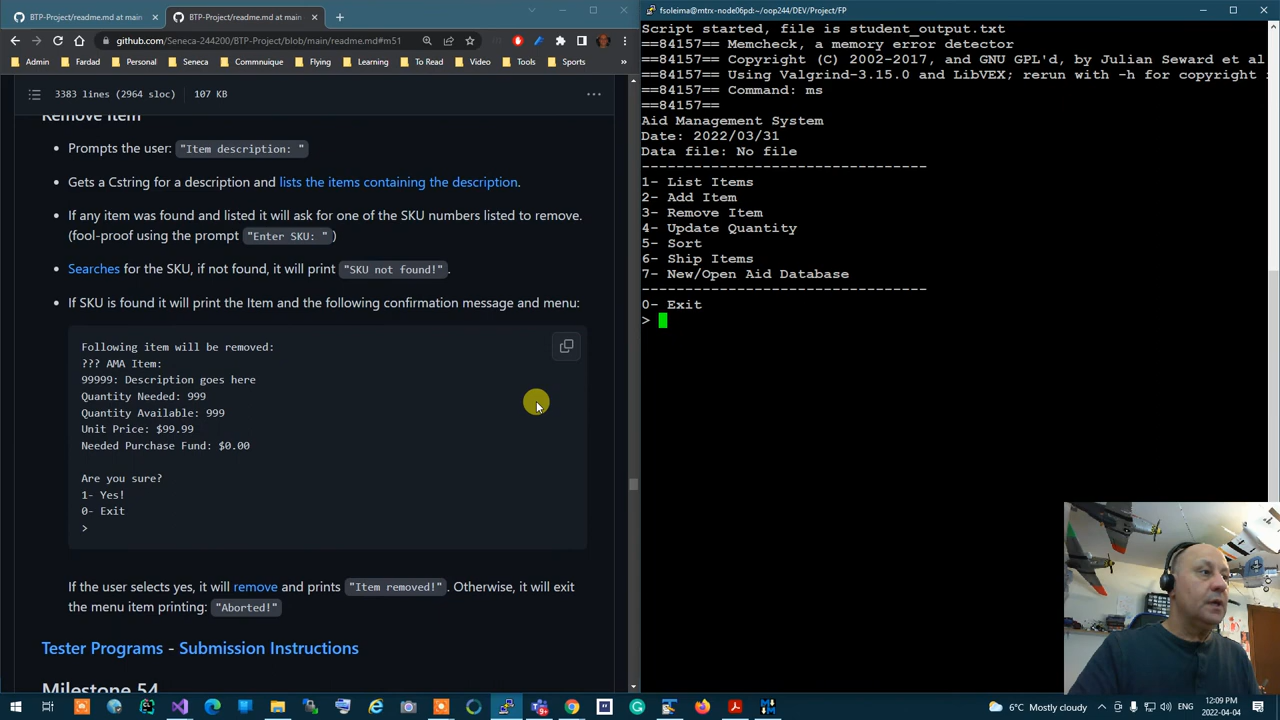 BTP-Project/readme.md at main
BTP-Project/readme.md at main
github.com/Seneca-244200/BTP-Project/blob/main/readme.md#m51
Admin
Fardad
Personal
Seneca
Commnuique
Flying
Learning
To Read
Video
Tools
Sports
3383 lines (2964 sloc)
107 KB
Remove Item
Prompts the user: "Item description: "
Gets a Cstring for a description and lists the items containing the description.
If any item was found and listed it will ask for one of the SKU numbers listed to remove.
(fool-proof using the prompt "Enter SKU: ")
Searches for the SKU, if not found, it will print "SKU not found!".
If SKU is found it will print the Item and the following confirmation message and menu:
Following item will be removed:
??? AMA Item:
99999: Description goes here
Quantity Needed: 999
Quantity Available: 999
Unit Price: $99.99
Needed Purchase Fund: $0.00
Are you sure?
1- Yes!
0- Exit
>
If the user selects yes, it will remove and prints "Item removed!". Otherwise, it will exit
the menu item printing: "Aborted!"
Tester Programs - Submission Instructions
Milestone 54
fsoleima@mtrx-node06pd:~/oop244/DEV/Project/FP
Script started, file is student_output.txt
==84157== Memcheck, a memory error detector
==84157== Copyright (C) 2002-2017, and GNU GPL'd, by Julian Seward et al
==84157== Using Valgrind-3.15.0 and LibVEX; rerun with -h for copyright
==84157== Command: ms
==84157==
Aid Management System
Date: 2022/03/31
Data file: No file
---------------------------------
1- List Items
2- Add Item
3- Remove Item
4- Update Quantity
5- Sort
6- Ship Items
7- New/Open Aid Database
---------------------------------
0- Exit
>
6°C Mostly cloudy
12:09 PM
2022-04-04